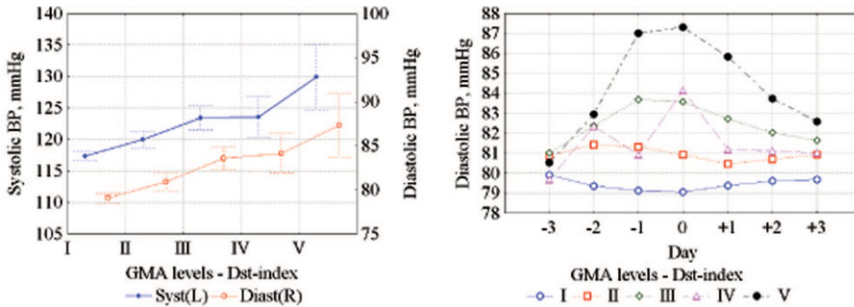 140
135
130
125
120
115
110
105
Systolic BP, mmHg
100
95
90
85
80
75
Diastolic BP, mmHg
I II III IV V
GMA levels - Dst-index
Syst(L) Diast(R)
87
88
86
85
84
83
82
81
80
79
78
Diastolic BP, mmHg
-3 -2 -1 0 +1 +2 +3
Day
GMA levels - Dst-index
I II III IV V